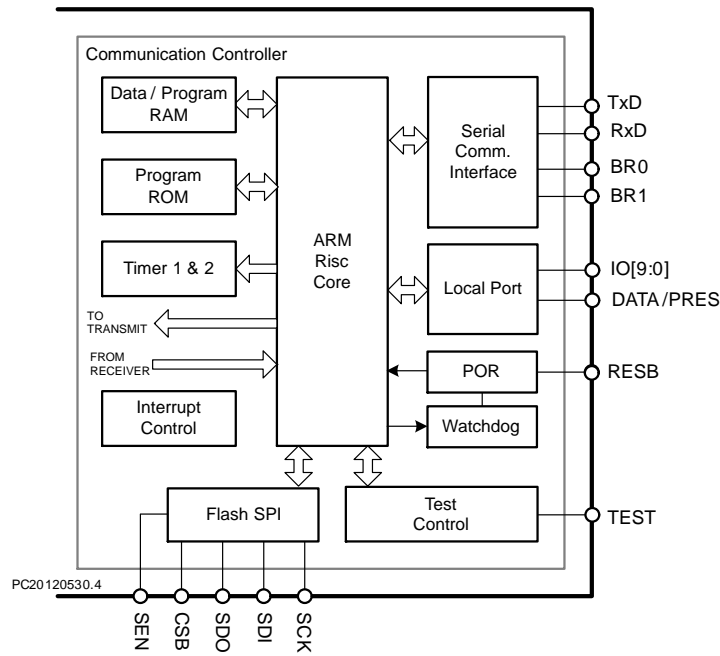 Communication Controller
Data / Program
RAM
Program
ROM
Timer 1 & 2
TO
TRANSMIT
FROM
RECEIVER
Interrupt
Control
ARM
Risc
Core
Serial
Comm.
Interface
Local Port
POR
Watchdog
Flash SPI
Test
Control
TxD
RxD
BR0
BR1
IO[9:0]
DATA/PRES
RESB
TEST
PC20120530.4
SEN
CSB
SDO
SDI
SCK